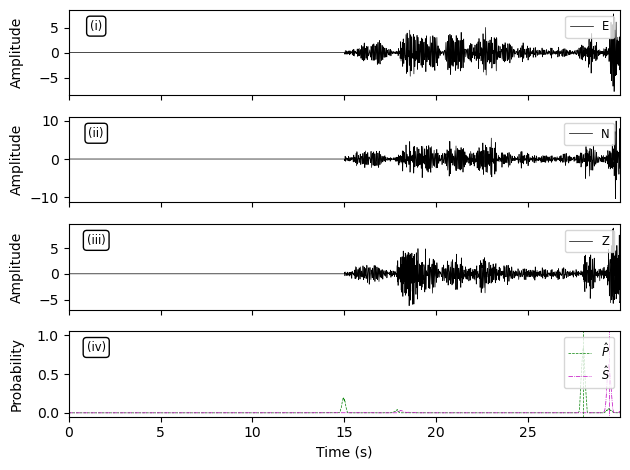 (i)
E
Amplitude
5
0
−5
(ii)
N
Amplitude
10
0
−10
(iii)
Z
Amplitude
5
0
−5
(iv)
P̂
Ŝ
Probability
1.0
0.5
0.0
0 5 10 15 20 25
Time (s)